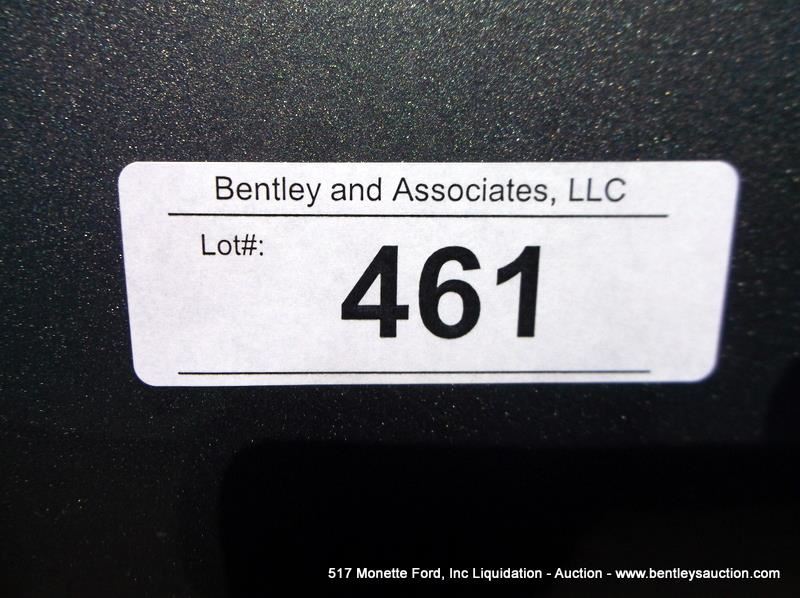 Bentley and Associates, LLC
Lot#:
461
517 Monette Ford, Inc Liquidation - Auction - www.bentleysauction.com